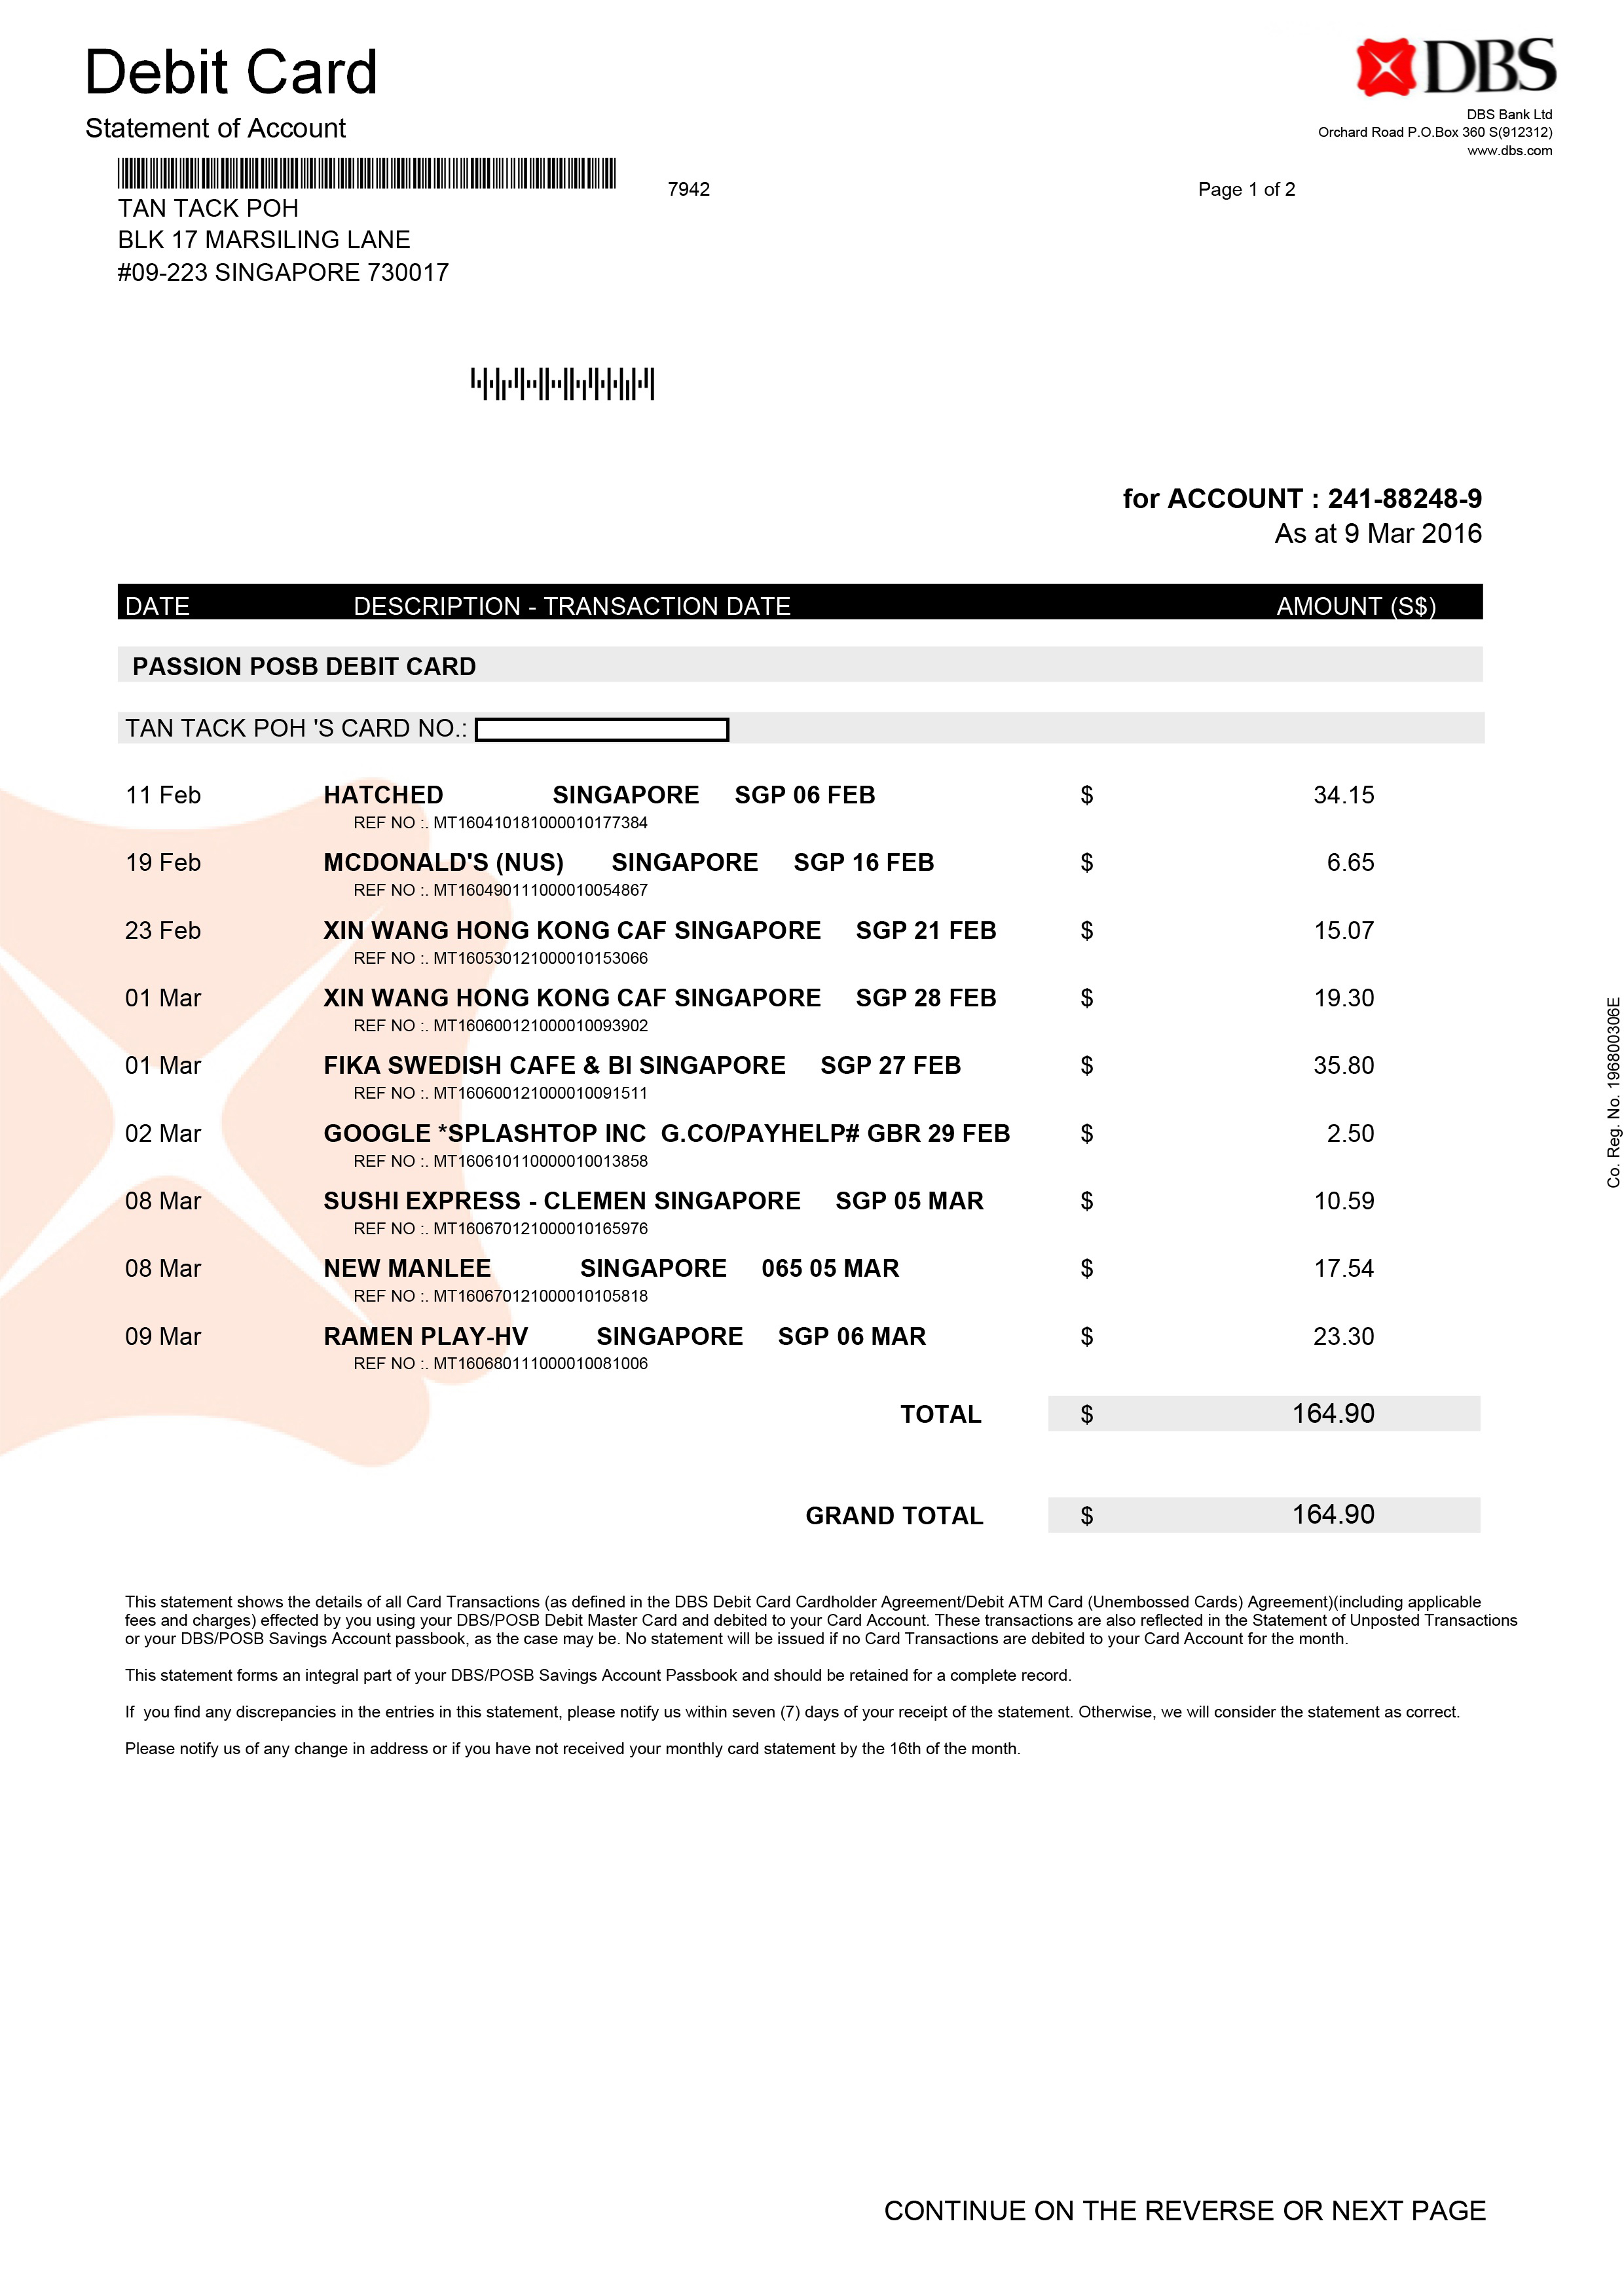 Debit Card
Statement of Account
DBS
DBS Bank Ltd
Orchard Road P.O.Box 360 S(912312)
www.dbs.com
7942
Page 1 of 2
TAN TACK POH
BLK 17 MARSILING LANE
#09-223 SINGAPORE 730017
for ACCOUNT : 241-88248-9
As at 9 Mar 2016
DATE DESCRIPTION - TRANSACTION DATE AMOUNT (S$)
PASSION POSB DEBIT CARD
TAN TACK POH 'S CARD NO.:
11 Feb HATCHED SINGAPORE SGP 06 FEB $ 34.15
REF NO :. MT160410181000010177384
19 Feb MCDONALD'S (NUS) SINGAPORE SGP 16 FEB $ 6.65
REF NO :. MT160490111000010054867
23 Feb XIN WANG HONG KONG CAF SINGAPORE SGP 21 FEB $ 15.07
REF NO :. MT160530121000010153066
01 Mar XIN WANG HONG KONG CAF SINGAPORE SGP 28 FEB $ 19.30
REF NO :. MT160600121000010093902
01 Mar FIKA SWEDISH CAFE & BI SINGAPORE SGP 27 FEB $ 35.80
REF NO :. MT160600121000010091511
02 Mar GOOGLE *SPLASHTOP INC G.CO/PAYHELP# GBR 29 FEB $ 2.50
REF NO :. MT160610110000010013858
08 Mar SUSHI EXPRESS - CLEMEN SINGAPORE SGP 05 MAR $ 10.59
REF NO :. MT160670121000010165976
08 Mar NEW MANLEE SINGAPORE 065 05 MAR $ 17.54
REF NO :. MT160670121000010105818
09 Mar RAMEN PLAY-HV SINGAPORE SGP 06 MAR $ 23.30
REF NO :. MT160680111000010081006
TOTAL $ 164.90
GRAND TOTAL $ 164.90
This statement shows the details of all Card Transactions (as defined in the DBS Debit Card Cardholder Agreement/Debit ATM Card (Unembossed Cards) Agreement)(including applicable
fees and charges) effected by you using your DBS/POSB Debit Master Card and debited to your Card Account. These transactions are also reflected in the Statement of Unposted Transactions
or your DBS/POSB Savings Account passbook, as the case may be. No statement will be issued if no Card Transactions are debited to your Card Account for the month.
This statement forms an integral part of your DBS/POSB Savings Account Passbook and should be retained for a complete record.
If you find any discrepancies in the entries in this statement, please notify us within seven (7) days of your receipt of the statement. Otherwise, we will consider the statement as correct.
Please notify us of any change in address or if you have not received your monthly card statement by the 16th of the month.
Co. Reg. No. 196800306E
CONTINUE ON THE REVERSE OR NEXT PAGE